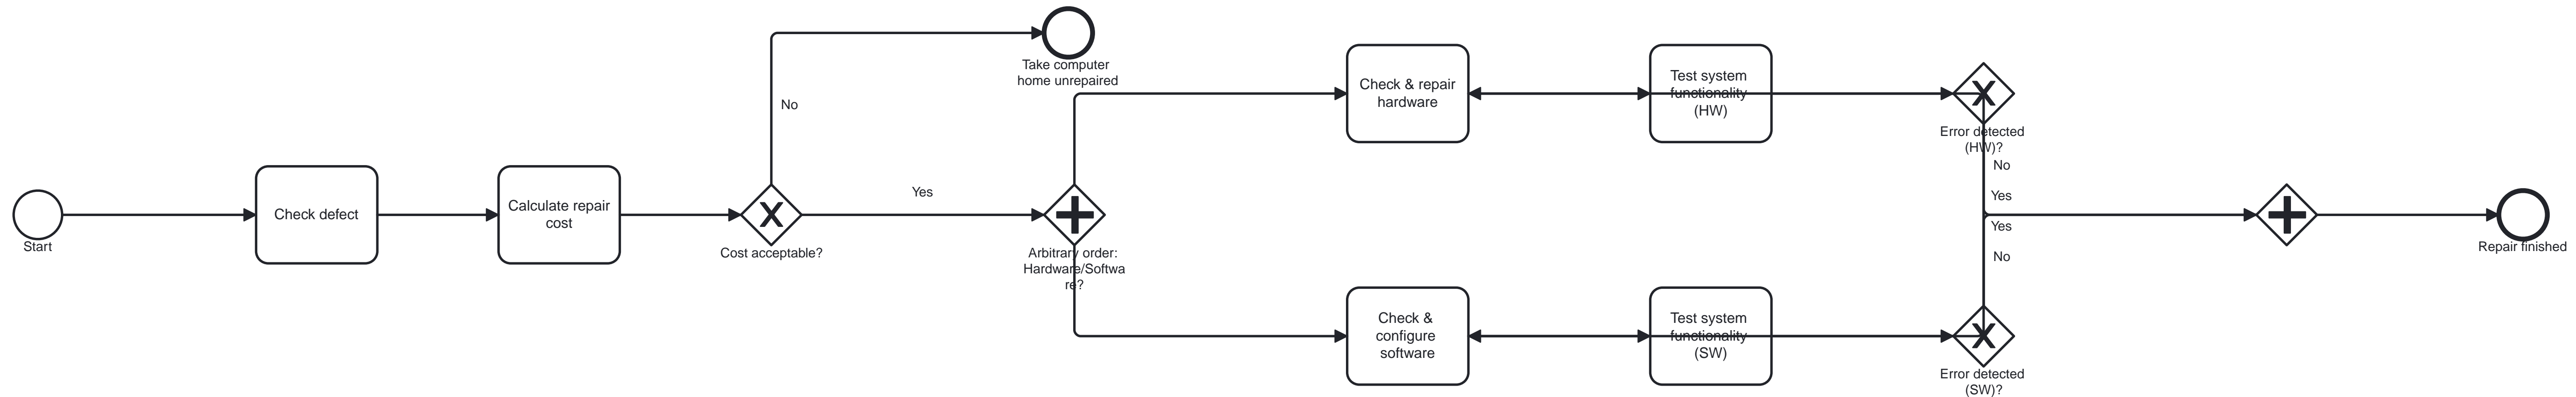 Take computer
home unrepaired
No
Check & repair
hardware
Test system
functionality
(HW)
Error detected
(HW)?
No
Yes
Start
Check defect
Calculate repair
cost
Cost acceptable?
Yes
Arbitrary order:
Hardware/Softwa
re?
Yes
No
Repair finished
Check &
configure
software
Test system
functionality
(SW)
Error detected
(SW)?